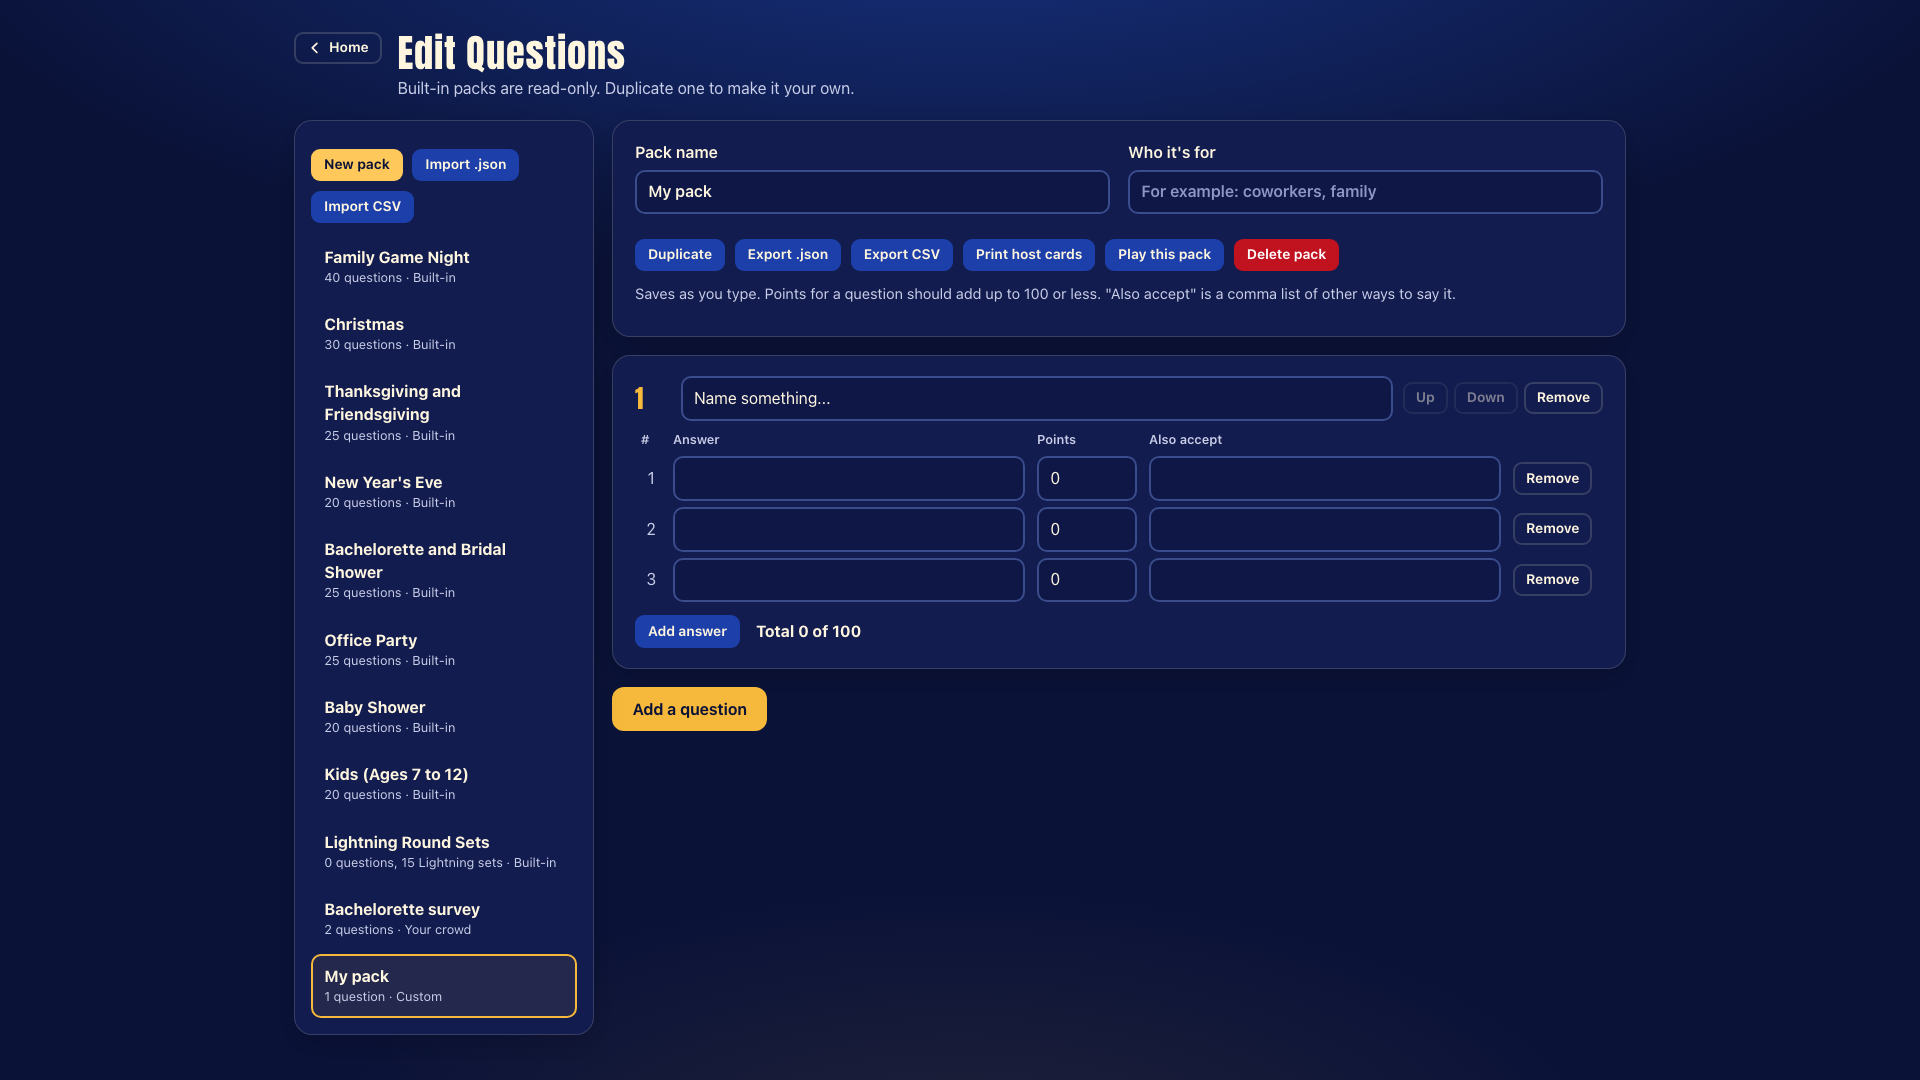 Home
Edit Questions
Built-in packs are read-only. Duplicate one to make it your own.
New pack
Import .json
Import CSV
Family Game Night
40 questions · Built-in
Christmas
30 questions · Built-in
Thanksgiving and
Friendsgiving
25 questions · Built-in
New Year's Eve
20 questions · Built-in
Bachelorette and Bridal
Shower
25 questions · Built-in
Office Party
25 questions · Built-in
Baby Shower
20 questions · Built-in
Kids (Ages 7 to 12)
20 questions · Built-in
Lightning Round Sets
0 questions, 15 Lightning sets · Built-in
Bachelorette survey
2 questions · Your crowd
My pack
1 question · Custom
Pack name
Who it's for
My pack
For example: coworkers, family
Duplicate
Export .json
Export CSV
Print host cards
Play this pack
Delete pack
Saves as you type. Points for a question should add up to 100 or less. "Also accept" is a comma list of other ways to say it.
1
Name something...
Up
Down
Remove
# Answer Points Also accept
1 0 Remove
2 0 Remove
3 0 Remove
Add answer
Total 0 of 100
Add a question